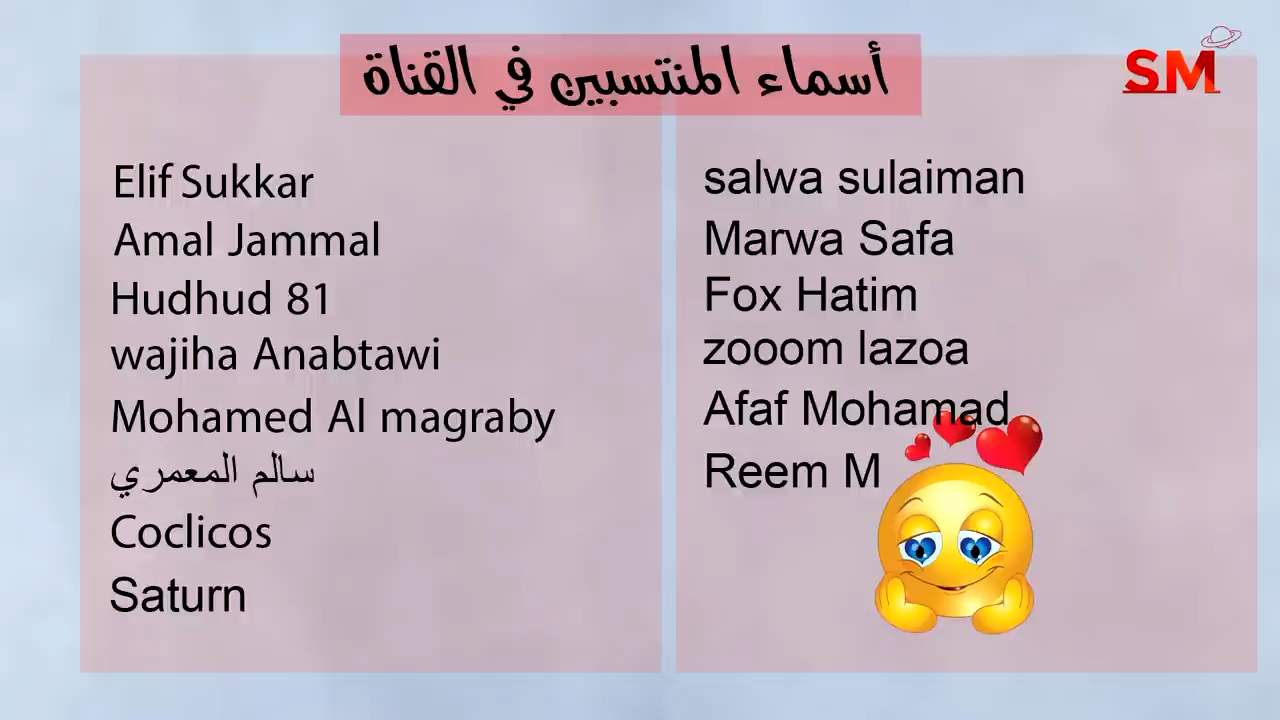 أسماء المنتسبين في القناة
SM
Elif Sukkar
Amal Jammal
Hudhud 81
wajiha Anabtawi
Mohamed Al magraby
سالم المعمري
Coclicos
Saturn
salwa sulaiman
Marwa Safa
Fox Hatim
zooom lazoa
Afaf Mohamad
Reem M